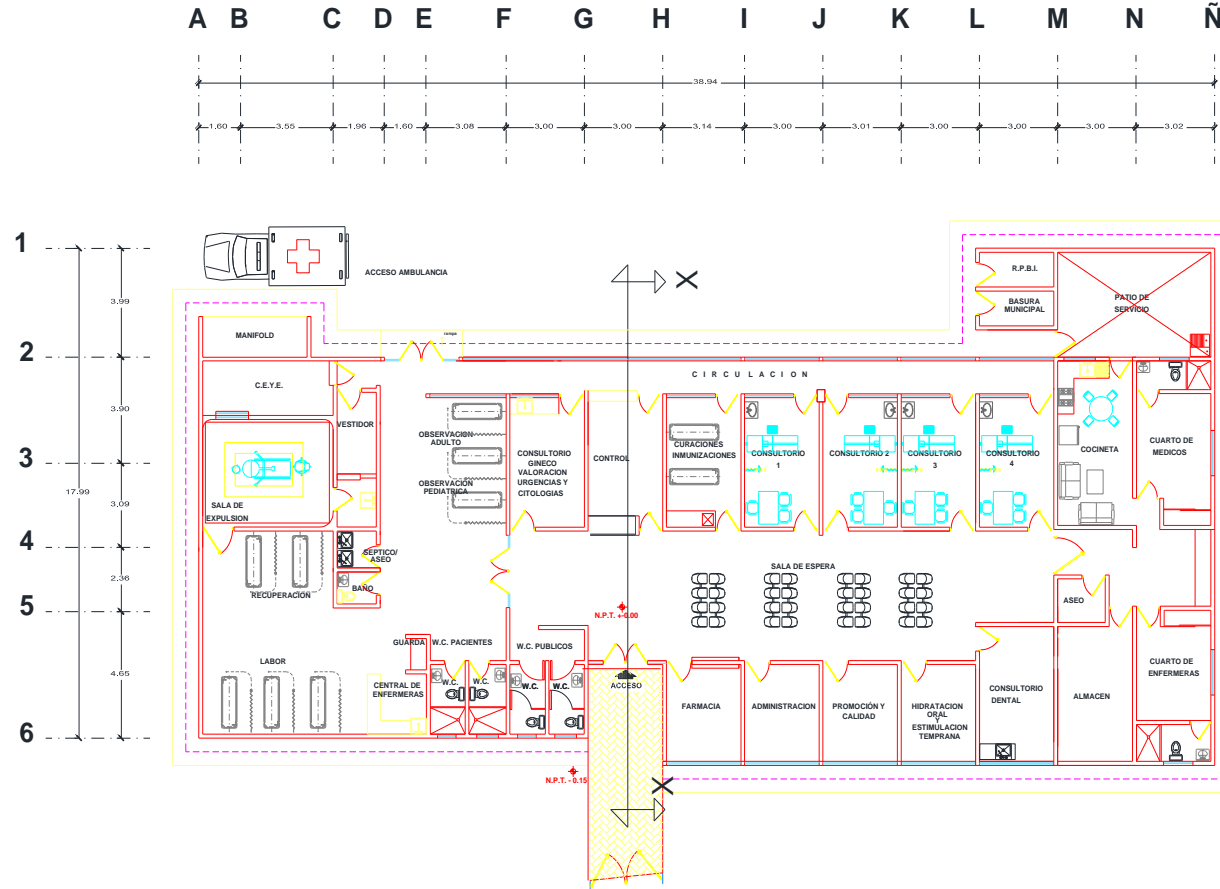 A B C D E F G H I J K L M N Ñ
38.94
1.60 3.55 1.96 1.60 3.08 3.00 3.00 3.14 3.00 3.01 3.00 3.00 3.00 3.02
1
2
3
4
5
6
17.99
3.99
3.90
3.09
2.36
4.65
ACCESO AMBULANCIA
X
R.P.B.I.
BASURA
MUNICIPAL
PATIO DE
SERVICIO
MANIFOLD
rampa
C I R C U L A C I O N
C.E.Y.E.
VESTIDOR
OBSERVACION
ADULTO
OBSERVACION
PEDIATRICA
CONSULTORIO
GINECO
VALORACION
URGENCIAS Y
CITOLOGIAS
CONTROL
CURACIONES
INMUNIZACIONES
CONSULTORIO
1
CONSULTORIO 2
CONSULTORIO
3
CONSULTORIO
4
COCINETA
CUARTO DE
MEDICOS
SALA DE
EXPULSION
SEPTICO/
ASEO
BAÑO
RECUPERACION
SALA DE ESPERA
ASEO
N.P.T. +-0.00
GUARDA
W.C. PACIENTES
W.C. PUBLICOS
LABOR
CENTRAL DE
ENFERMERAS
W.C.
W.C.
W.C.
W.C.
ACCESO
FARMACIA
ADMINISTRACION
PROMOCIÓN Y
CALIDAD
HIDRATACION
ORAL
Y
ESTIMULACION
TEMPRANA
CONSULTORIO
DENTAL
ALMACEN
CUARTO DE
ENFERMERAS
N.P.T. - 0.15
X